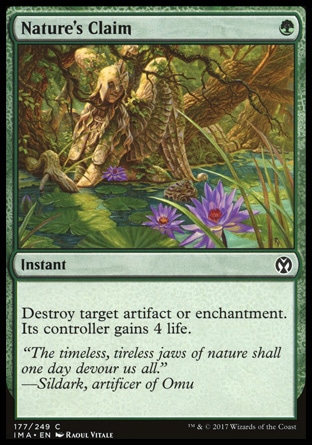 Nature's Claim
Instant
Destroy target artifact or enchantment.
Its controller gains 4 life.
"The timeless, tireless jaws of nature shall
one day devour us all."
—Sildark, artificer of Omu
177/249 C
IMA • EN Raoul Vitale
™ & © 2017 Wizards of the Coast